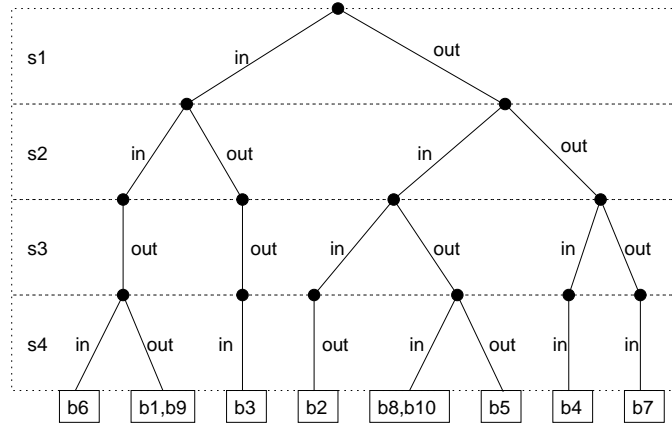 s1 in out
s2 in out in out
s3 out out in out in out
s4 in out in out in out in in
b6 b1,b9 b3 b2 b8,b10 b5 b4 b7